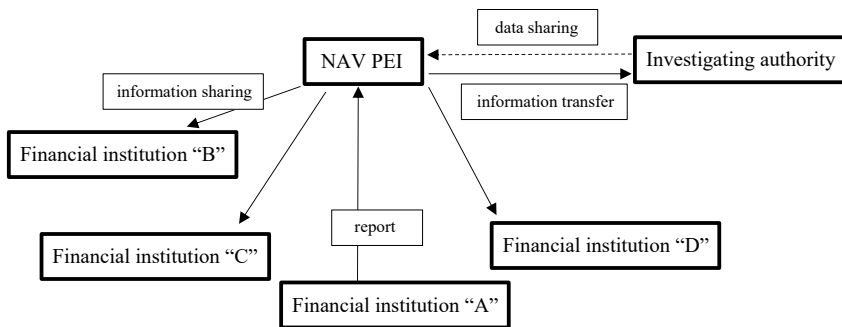 data sharing
NAV PEI
Investigating authority
information sharing
information transfer
Financial institution “B”
report
Financial institution “C”
Financial institution “D”
Financial institution “A”